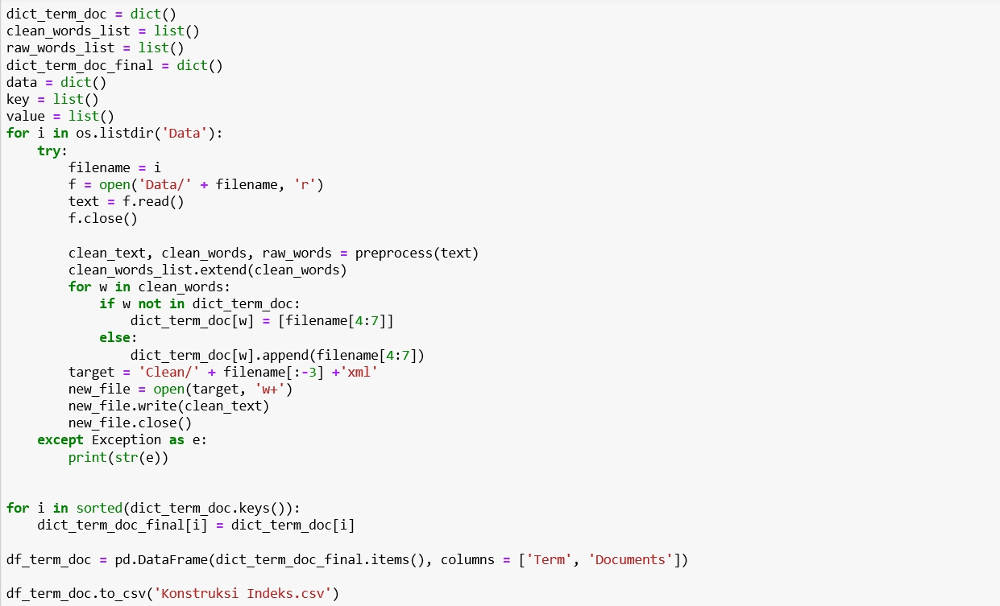 dict_term_doc = dict()
clean_words_list = list()
raw_words_list = list()
dict_term_doc_final = dict()
data = dict()
key = list()
value = list()
for i in os.listdir('Data'):
    try:
        filename = i
        f = open('Data/' + filename, 'r')
        text = f.read()
        f.close()

        clean_text, clean_words, raw_words = preprocess(text)
        clean_words_list.extend(clean_words)
        for w in clean_words:
            if w not in dict_term_doc:
                dict_term_doc[w] = [filename[4:7]]
            else:
                dict_term_doc[w].append(filename[4:7])
        target = 'Clean/' + filename[:-3] +'xml'
        new_file = open(target, 'w+')
        new_file.write(clean_text)
        new_file.close()
    except Exception as e:
        print(str(e))


for i in sorted(dict_term_doc.keys()):
    dict_term_doc_final[i] = dict_term_doc[i]

df_term_doc = pd.DataFrame(dict_term_doc_final.items(), columns = ['Term', 'Documents'])

df_term_doc.to_csv('Konstruksi Indeks.csv')